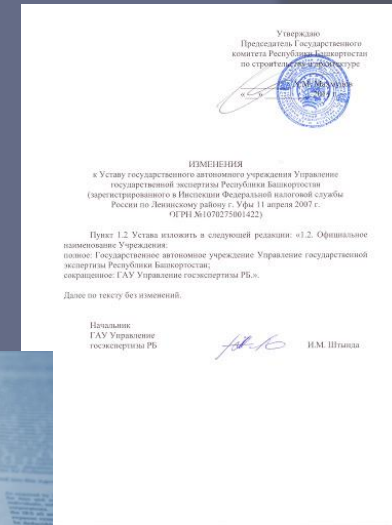 Утверждаю
Председатель Государственного
комитета Республики Башкортостан
по строительству и архитектуре
ИЗМЕНЕНИЯ
к Уставу государственного автономного учреждения Управление
государственной экспертизы Республики Башкортостан
(зарегистрированного в Инспекции Федеральной налоговой службы
России по Ленинскому району г. Уфы 11 апреля 2007 г.
ОГРН №1070275001422)
Пункт 1.2 Устава изложить в следующей редакции: «1.2. Официальное
наименование Учреждения:
полное: Государственное автономное учреждение Управление государственной
экспертизы Республики Башкортостан;
сокращенное: ГАУ Управление госэкспертизы РБ.».
Далее по тексту без изменений.
Начальник
ГАУ Управление
госэкспертизы РБ И.М. Штында